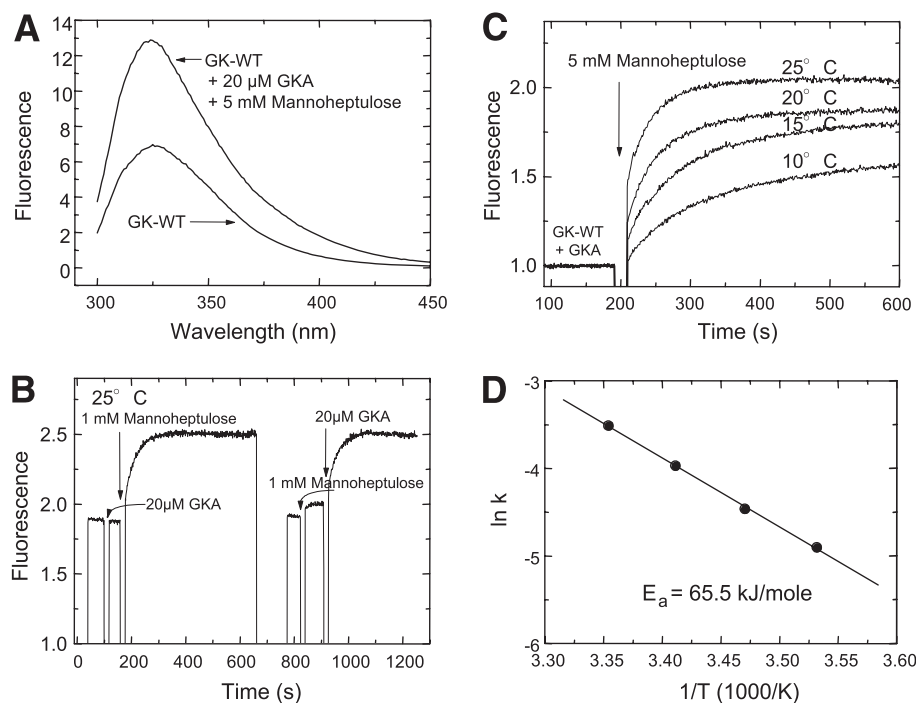 A
14
12
10
8
6
4
2
0
Fluorescence
GK-WT
+ 20 µM GKA
+ 5 mM Mannoheptulose
GK-WT
300 350 400 450
Wavelength (nm)
B
25° C
1 mM Mannoheptulose
20µM GKA
20µM GKA
1 mM Mannoheptulose
2.5
2.0
1.5
1.0
Fluorescence
0 200 400 600 800 1000 1200
Time (s)
C
5 mM Mannoheptulose
25° C
20° C
15° C
10° C
GK-WT
+ GKA
2.0
1.5
1.0
Fluorescence
100 200 300 400 500 600
Time (s)
D
-3
-4
-5
-6
ln k
Ea = 65.5 kJ/mole
3.30 3.35 3.40 3.45 3.50 3.55 3.60
1/T (1000/K)